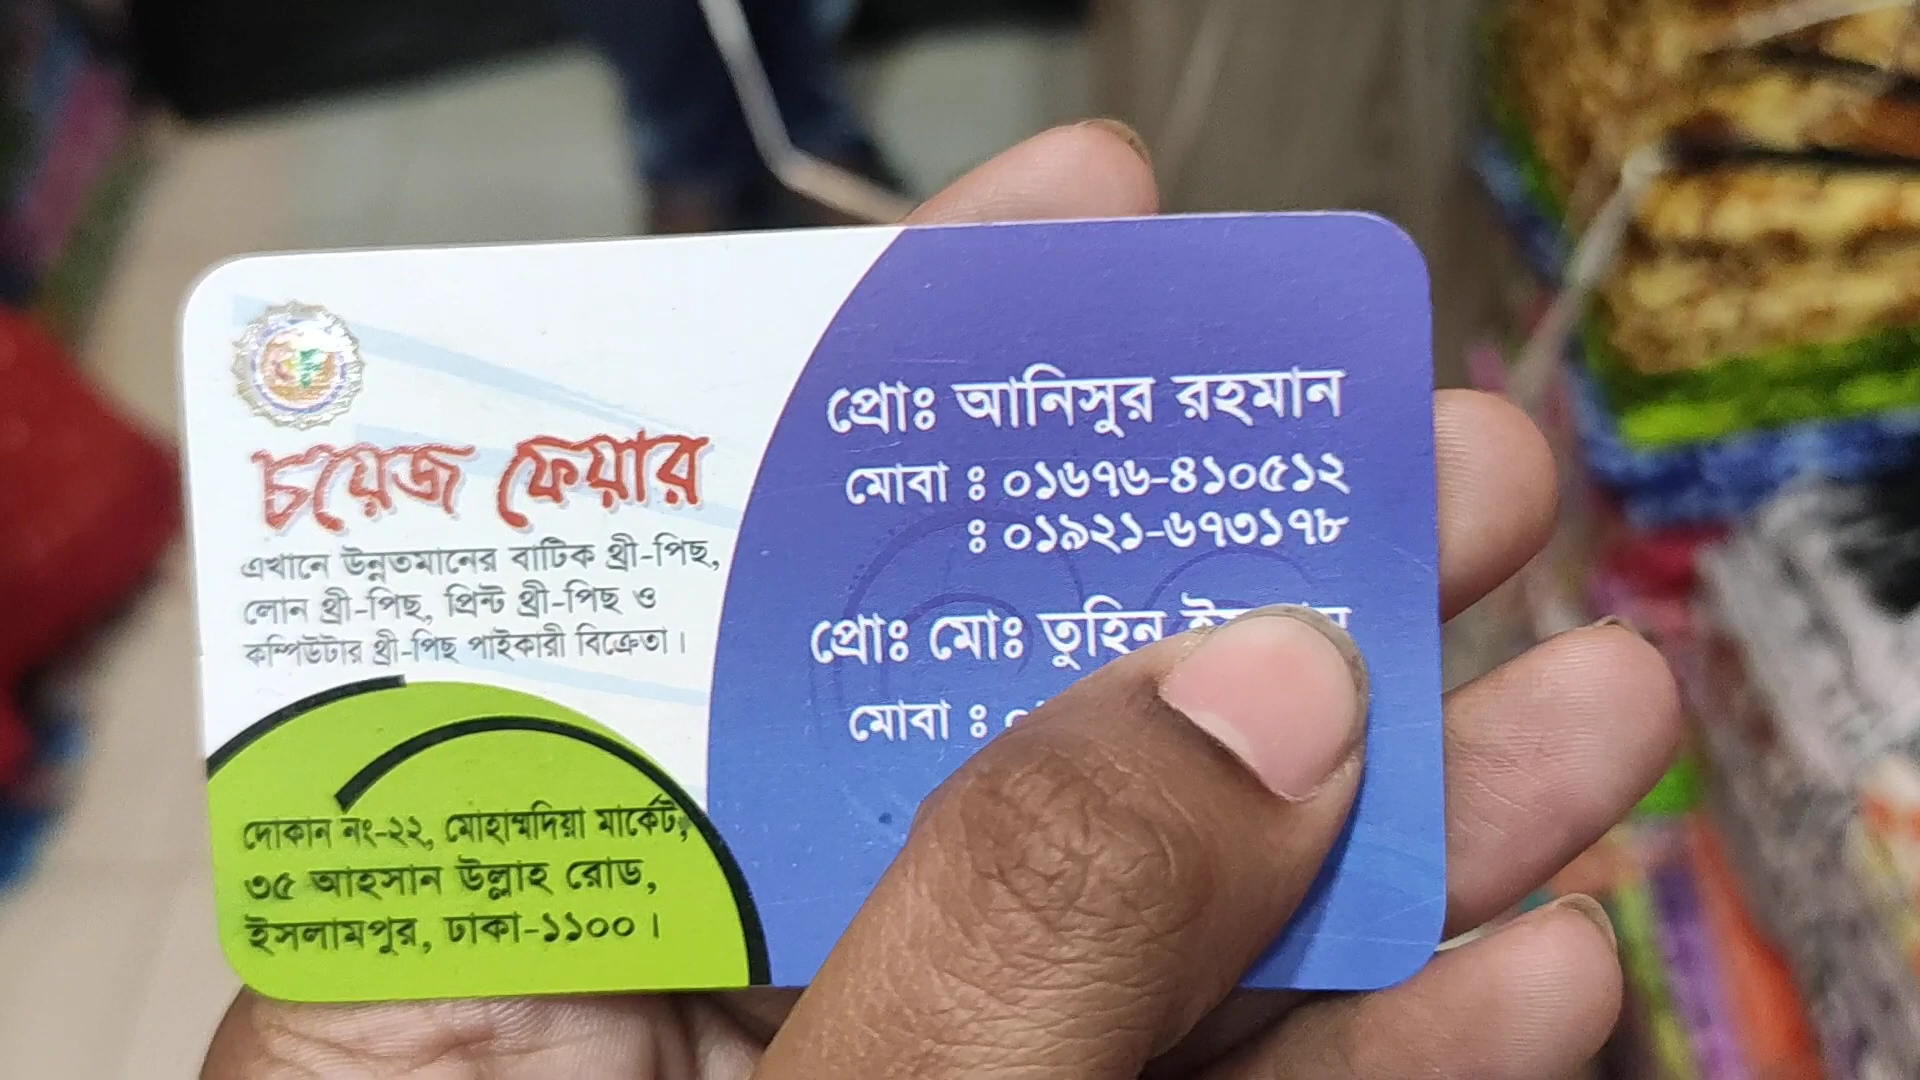 চয়েজ ফেয়ার
এখানে উন্নতমানের বাটিক থ্রী-পিছ,
লোন থ্রী-পিছ, প্রিন্ট থ্রী-পিছ ও
কম্পিউটার থ্রী-পিছ পাইকারী বিক্রেতা।
দোকান নং-২২, মোহাম্মদিয়া মার্কেট,
৩৫ আহসান উল্লাহ রোড,
ইসলামপুর, ঢাকা-১১০০।
প্রোঃ আনিসুর রহমান
মোবা : ০১৬৭৬-৪১০৫১২
: ০১৯২১-৬৭৩১৭৮
প্রোঃ মোঃ তুহিন
মোবা :